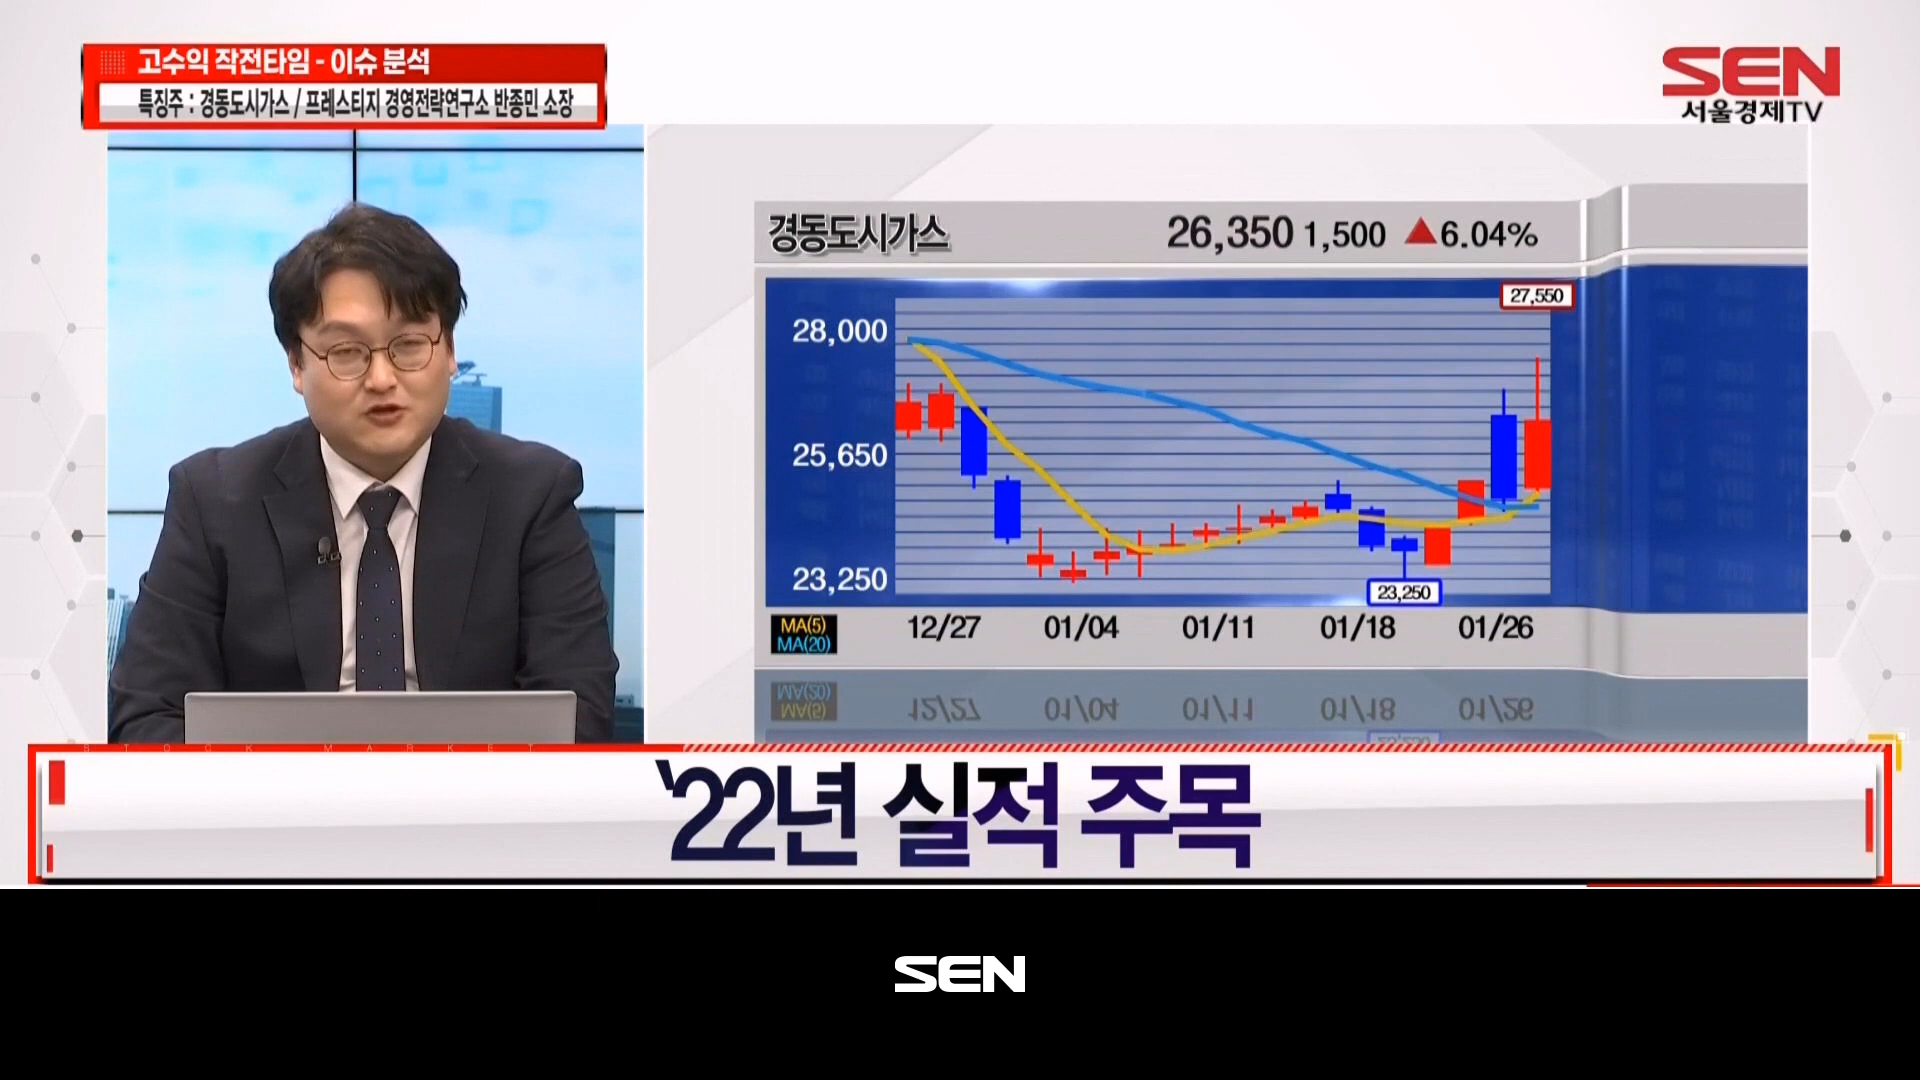 고수익 작전타임 - 이슈 분석
특징주 : 경동도시가스 / 프레스티지 경영전략연구소 반종민 소장
SEN
서울경제TV
경동도시가스 26,350 1,500 ▲6.04%
27,550
28,000
25,650
23,250
23,250
MA(5)
MA(20)
12/27 01/04 01/11 01/18 01/26
STOCK MARKET
‘22년 실적 주목
SEN